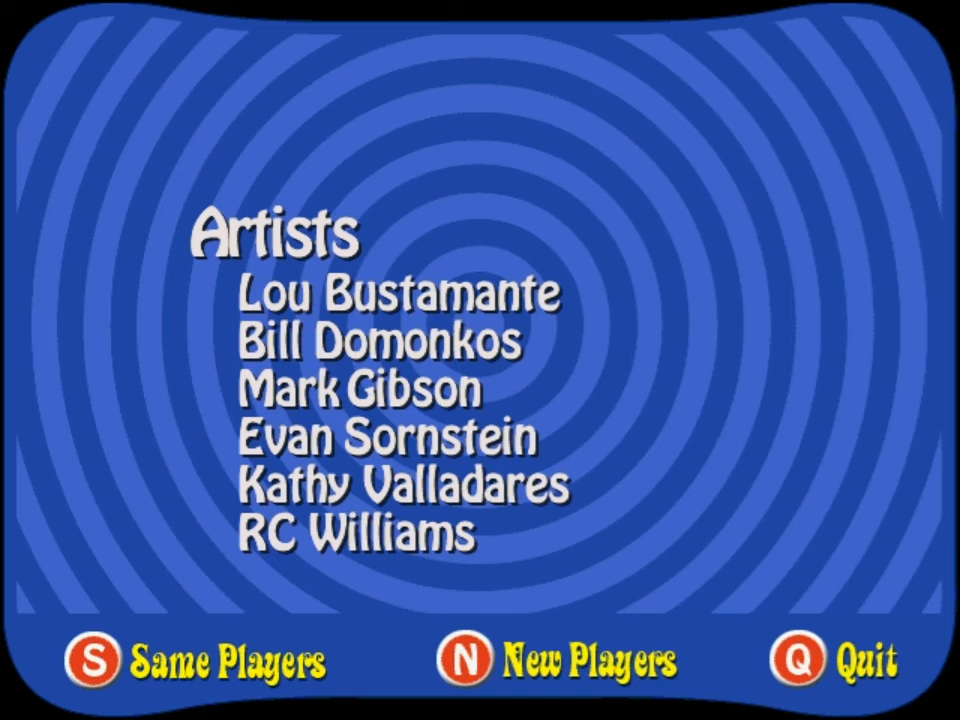 Artists
Lou Bustamante
Bill Domonkos
Mark Gibson
Evan Sornstein
Kathy Valladares
RC Williams
S Same Players N New Players Q Quit